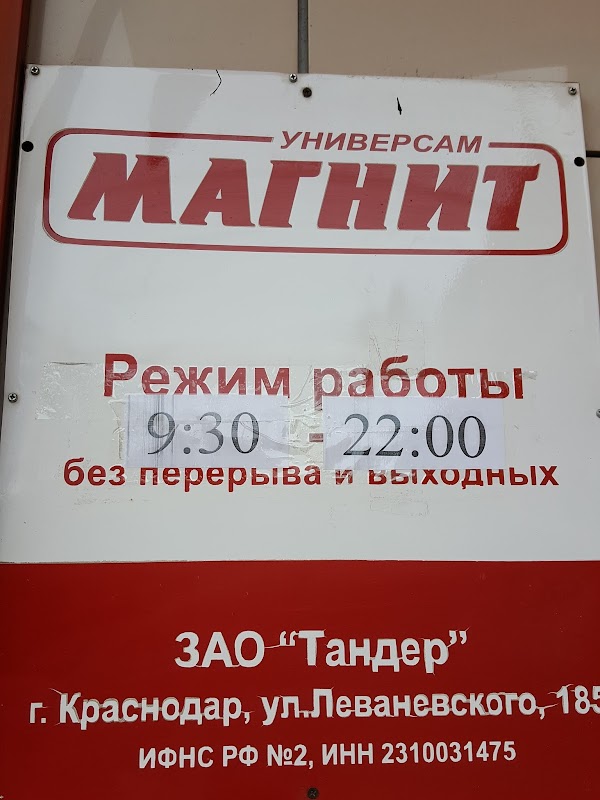 УНИВЕРСАМ
МАГНИТ
Режим работы
9:30 - 22:00
без перерыва и выходных
ЗАО “Тандер”
г. Краснодар, ул.Леваневского, 185
ИФНС РФ №2, ИНН 2310031475